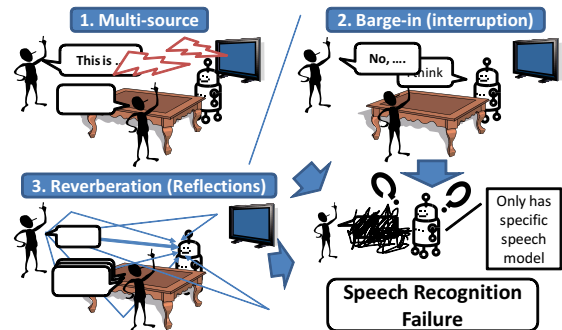 1. Multi-source
This is .
2. Barge-in (interruption)
No, ....
think
3. Reverberation (Reflections)
Only has
specific
speech
model
Speech Recognition
Failure